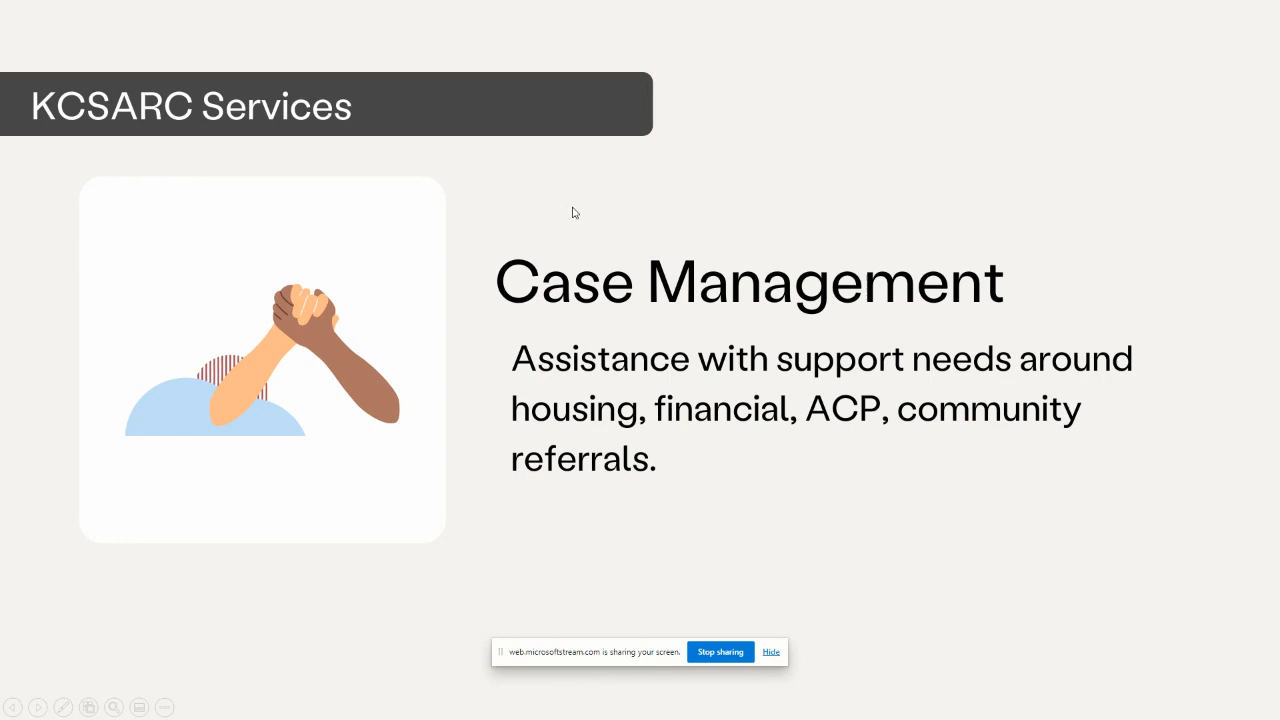 KCSARC Services
Case Management
Assistance with support needs around
housing, financial, ACP, community
referrals.
web.microsoftstream.com is sharing your screen. Stop sharing Hide